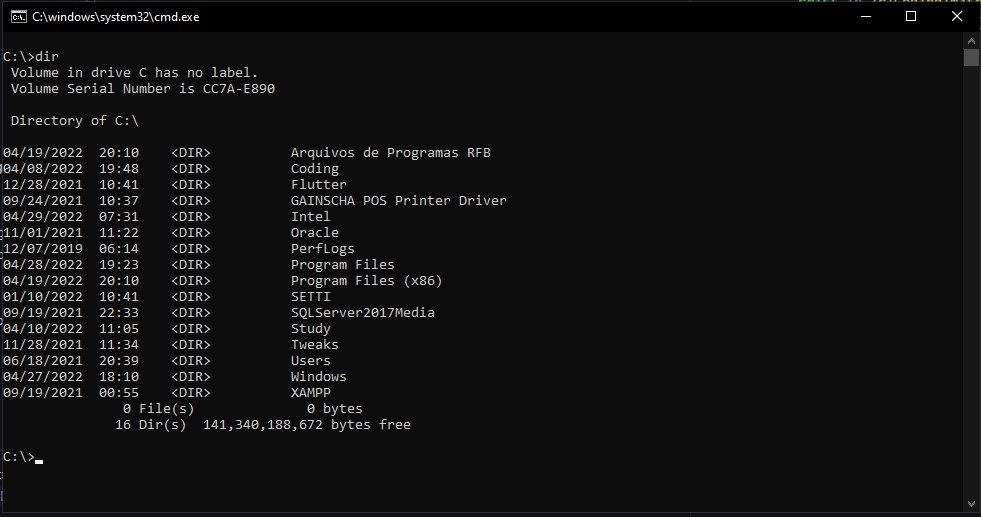 C:\windows\system32\cmd.exe
C:\>dir
 Volume in drive C has no label.
 Volume Serial Number is CC7A-E890

 Directory of C:\

04/19/2022  20:10    <DIR>          Arquivos de Programas RFB
04/08/2022  19:48    <DIR>          Coding
12/28/2021  10:41    <DIR>          Flutter
09/24/2021  10:37    <DIR>          GAINSCHA POS Printer Driver
04/29/2022  07:31    <DIR>          Intel
11/01/2021  11:22    <DIR>          Oracle
12/07/2019  06:14    <DIR>          PerfLogs
04/28/2022  19:23    <DIR>          Program Files
04/19/2022  20:10    <DIR>          Program Files (x86)
01/10/2022  10:41    <DIR>          SETTI
09/19/2021  22:33    <DIR>          SQLServer2017Media
04/10/2022  11:05    <DIR>          Study
11/28/2021  11:34    <DIR>          Tweaks
06/18/2021  20:39    <DIR>          Users
04/27/2022  18:10    <DIR>          Windows
09/19/2021  00:55    <DIR>          XAMPP
               0 File(s)              0 bytes
              16 Dir(s)  141,340,188,672 bytes free

C:\>